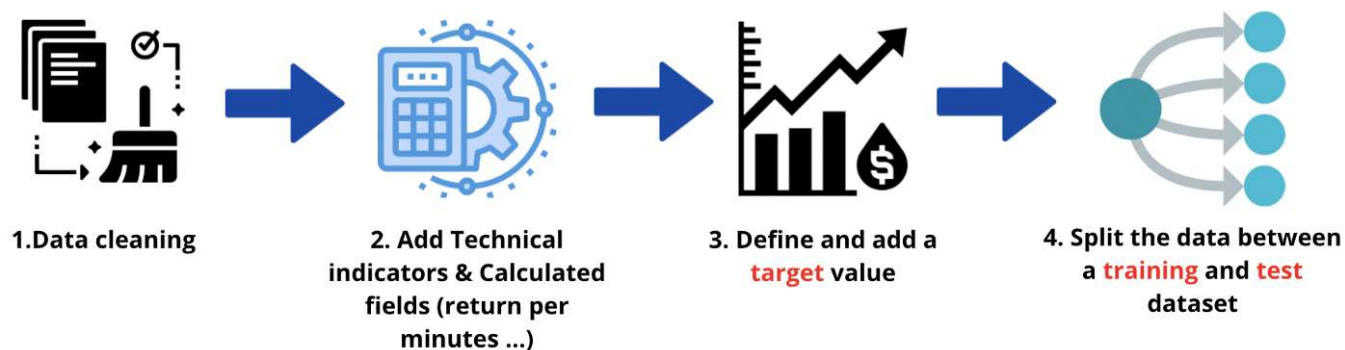 1.Data cleaning
2. Add Technical
indicators & Calculated
fields (return per
minutes ...)
3. Define and add a
target value
4. Split the data between
a training and test
dataset